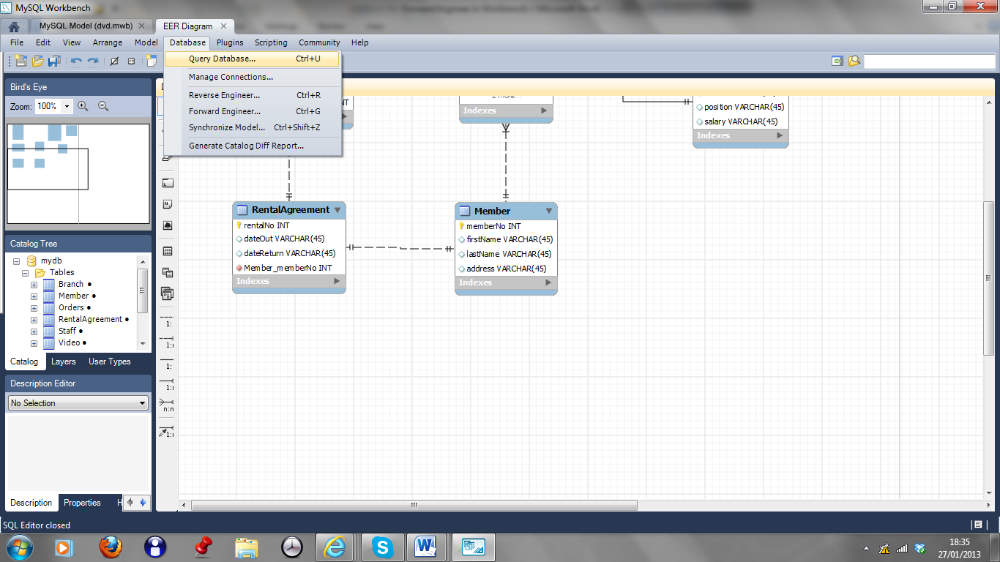 MySQL Workbench
MySQL Model (dvd.mwb)
EER Diagram
File Edit View Arrange Model Database Plugins Scripting Community Help
Query Database... Ctrl+U
Manage Connections...
Reverse Engineer... Ctrl+R
Forward Engineer... Ctrl+G
Synchronize Model... Ctrl+Shift+Z
Generate Catalog Diff Report...
Bird's Eye
Zoom: 100%
Catalog Tree
mydb
Tables
Branch
Member
Orders
RentalAgreement
Staff
Video
Catalog Layers User Types
Description Editor
No Selection
Description Properties H
2 more...
Indexes
position VARCHAR(45)
salary VARCHAR(45)
Indexes
RentalAgreement
rentalNo INT
dateOut VARCHAR(45)
dateReturn VARCHAR(45)
Member_memberNo INT
Indexes
Member
memberNo INT
firstName VARCHAR(45)
lastName VARCHAR(45)
address VARCHAR(45)
Indexes
1:
1:n
1:
1:n
n:n
1:n
SQL Editor closed
18:35
27/01/2013